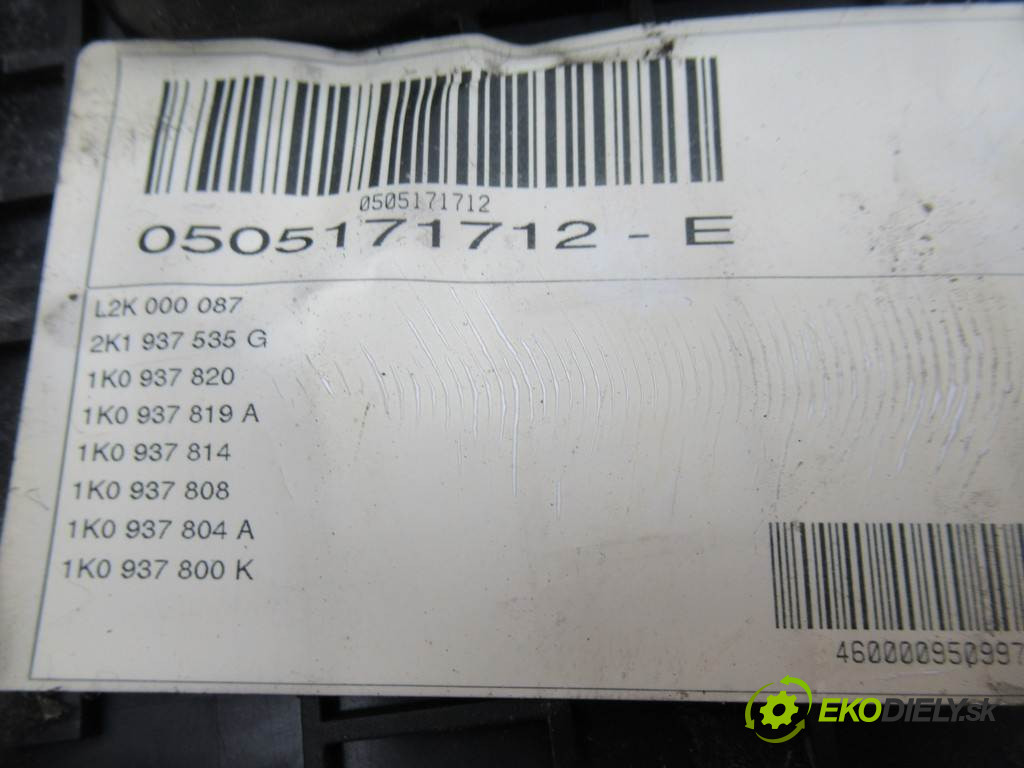 0505171712
0505171712 - E
L2K 000 087
2K1 937 535 G
1K0 937 820
1K0 937 819 A
1K0 937 814
1K0 937 808
1K0 937 804 A
1K0 937 800 K
460000950997
EKODIELY.SK